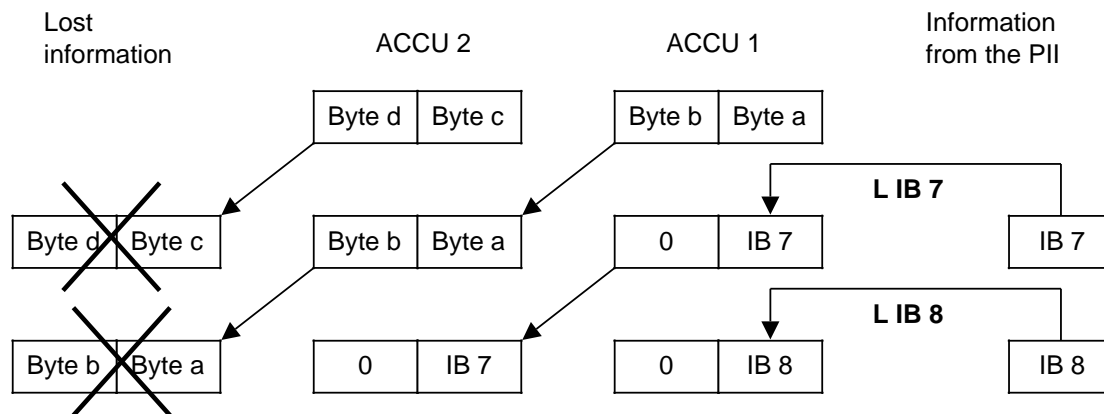 Lost
information
ACCU 2
ACCU 1
Information
from the PII
Byte d Byte c
Byte b Byte a
L IB 7
Byte d Byte c
Byte b Byte a
0 IB 7
IB 7
L IB 8
Byte b Byte a
0 IB 7
0 IB 8
IB 8